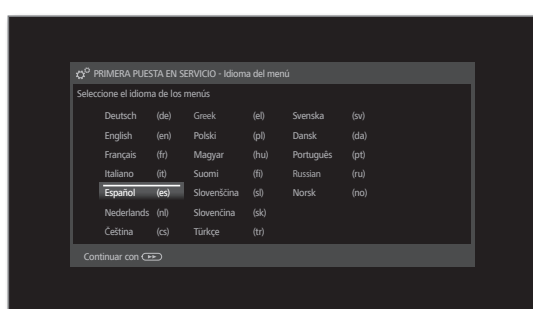 PRIMERA PUESTA EN SERVICIO - Idioma del menú
Seleccione el idioma de los menús
Deutsch (de) Greek (el) Svenska (sv)
English (en) Polski (pl) Dansk (da)
Français (fr) Magyar (hu) Português (pt)
Italiano (it) Suomi (fi) Russian (ru)
Español (es) Slovenščina (sl) Norsk (no)
Nederlands (nl) Slovenčina (sk)
Čeština (cs) Türkçe (tr)
Continuar con